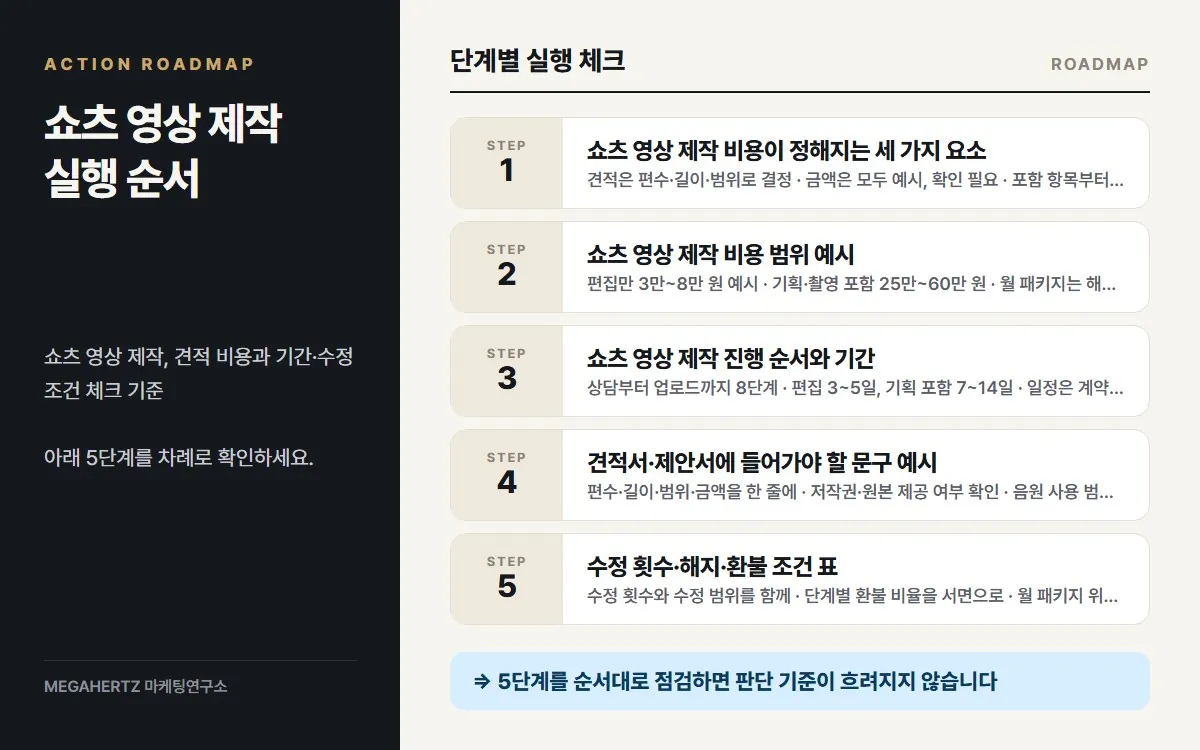 ACTION ROADMAP
쇼츠 영상 제작
실행 순서
쇼츠 영상 제작, 견적 비용과 기간·수정
조건 체크 기준
아래 5단계를 차례로 확인하세요.
MEGAHERTZ 마케팅연구소
단계별 실행 체크
ROADMAP
STEP
1
쇼츠 영상 제작 비용이 정해지는 세 가지 요소
견적은 편수·길이·범위로 결정 · 금액은 모두 예시, 확인 필요 · 포함 항목부터...
STEP
2
쇼츠 영상 제작 비용 범위 예시
편집만 3만~8만 원 예시 · 기획·촬영 포함 25만~60만 원 · 월 패키지는 해...
STEP
3
쇼츠 영상 제작 진행 순서와 기간
상담부터 업로드까지 8단계 · 편집 3~5일, 기획 포함 7~14일 · 일정은 계약...
STEP
4
견적서·제안서에 들어가야 할 문구 예시
편수·길이·범위·금액을 한 줄에 · 저작권·원본 제공 여부 확인 · 음원 사용 범...
STEP
5
수정 횟수·해지·환불 조건 표
수정 횟수와 수정 범위를 함께 · 단계별 환불 비율을 서면으로 · 월 패키지 위...
→ 5단계를 순서대로 점검하면 판단 기준이 흐려지지 않습니다